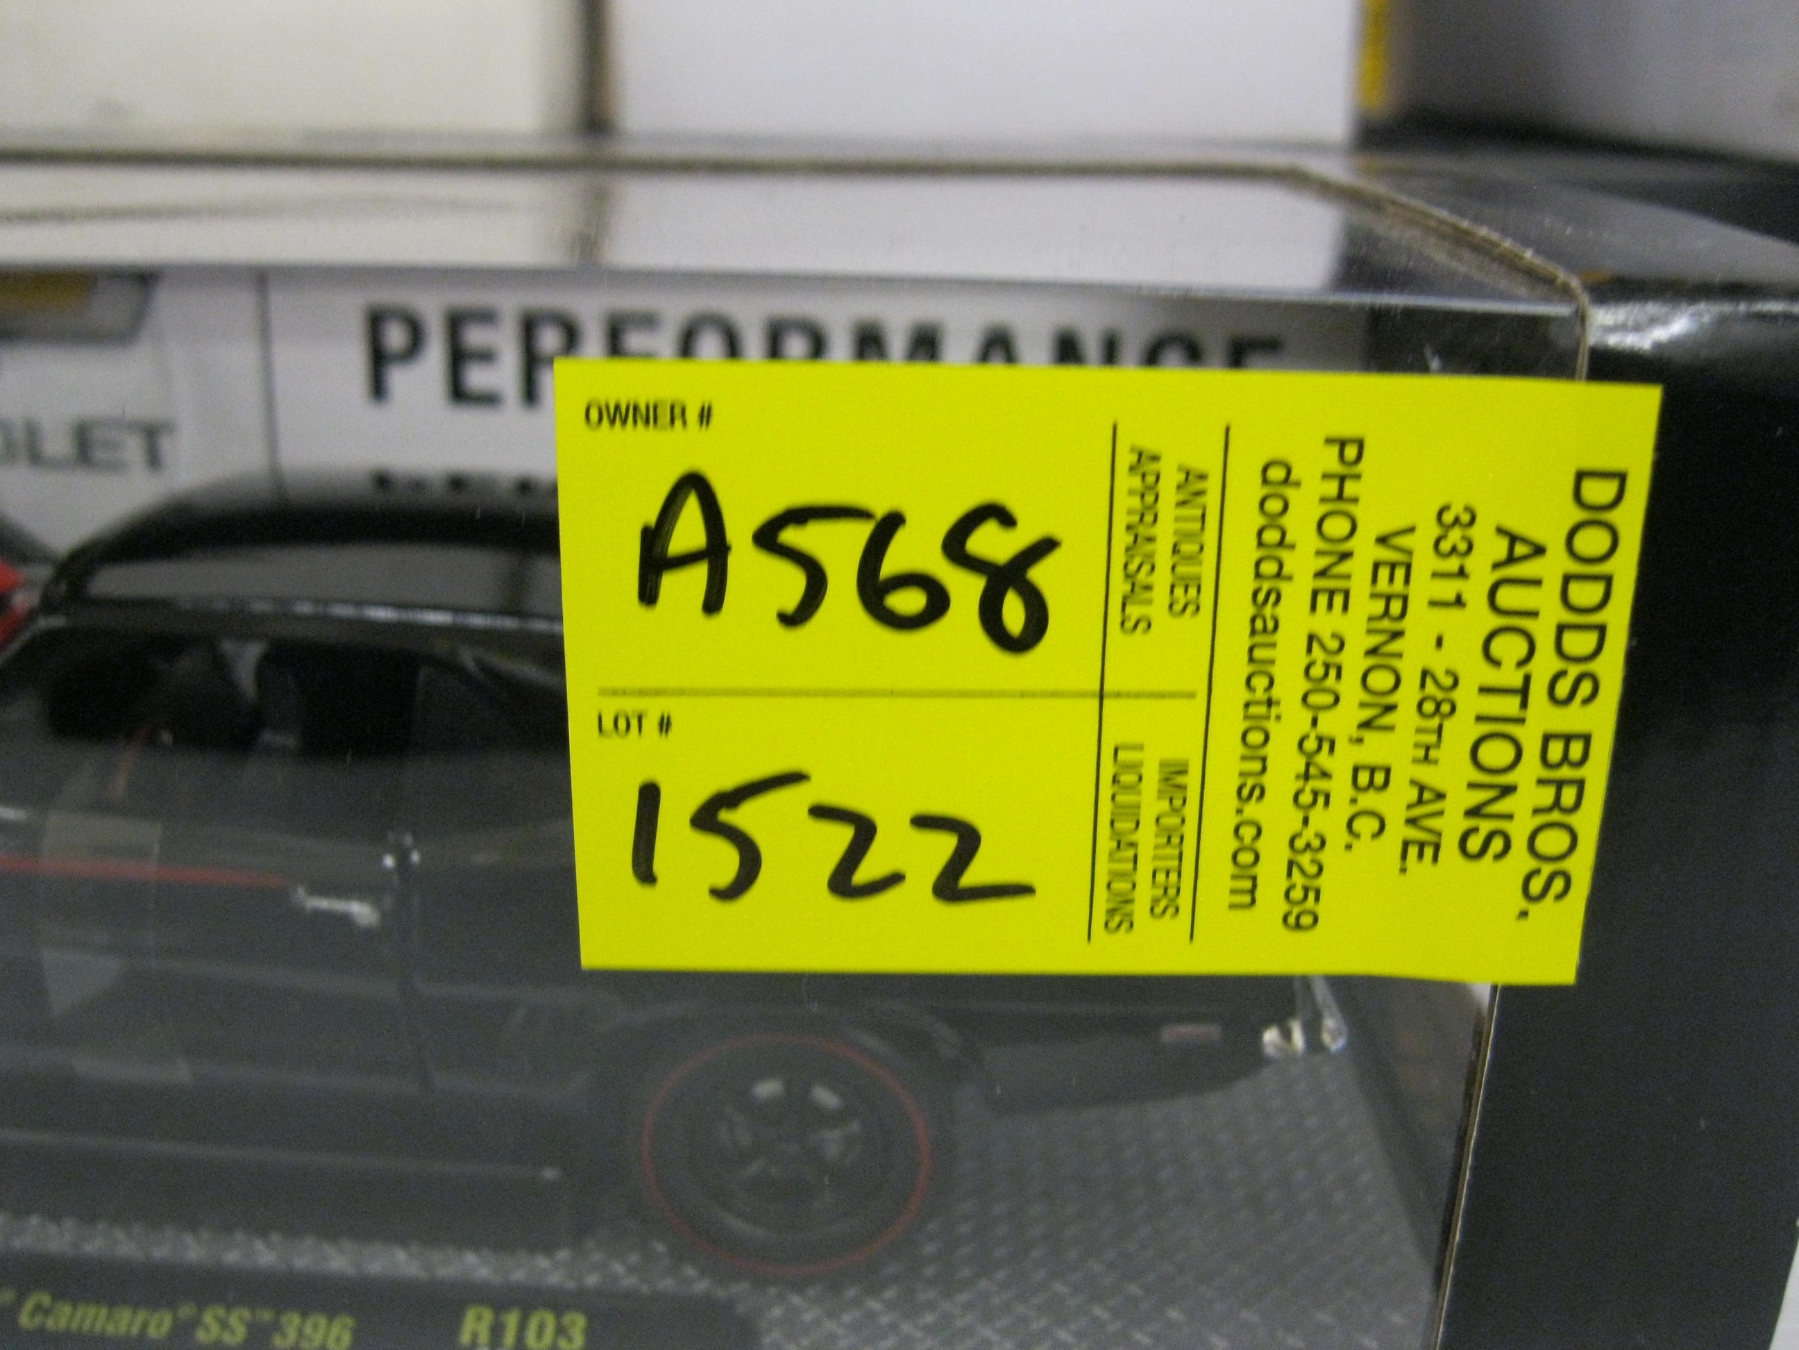 PERFORMANCE
OLET
OWNER #
A568
LOT #
1522
ANTIQUES
APPRAISALS
IMPORTERS
LIQUIDATIONS
DODDS BROS.
AUCTIONS
3311 - 28TH AVE.
VERNON, B.C.
PHONE 250-545-3259
doddsauctions.com
Camaro® SS™ 396 R103